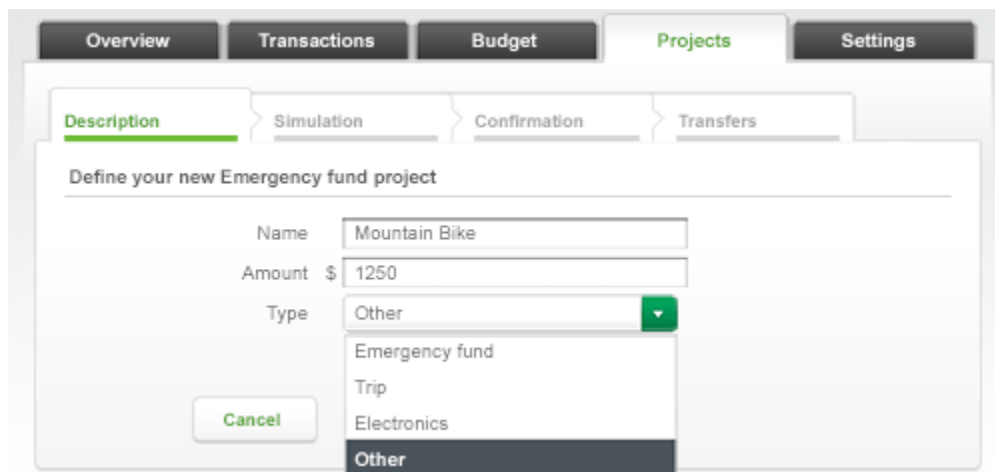 Overview Transactions Budget Projects Settings
Description Simulation Confirmation Transfers
Define your new Emergency fund project
Name Mountain Bike
Amount $ 1250
Type Other
Emergency fund
Trip
Cancel Electronics
Other